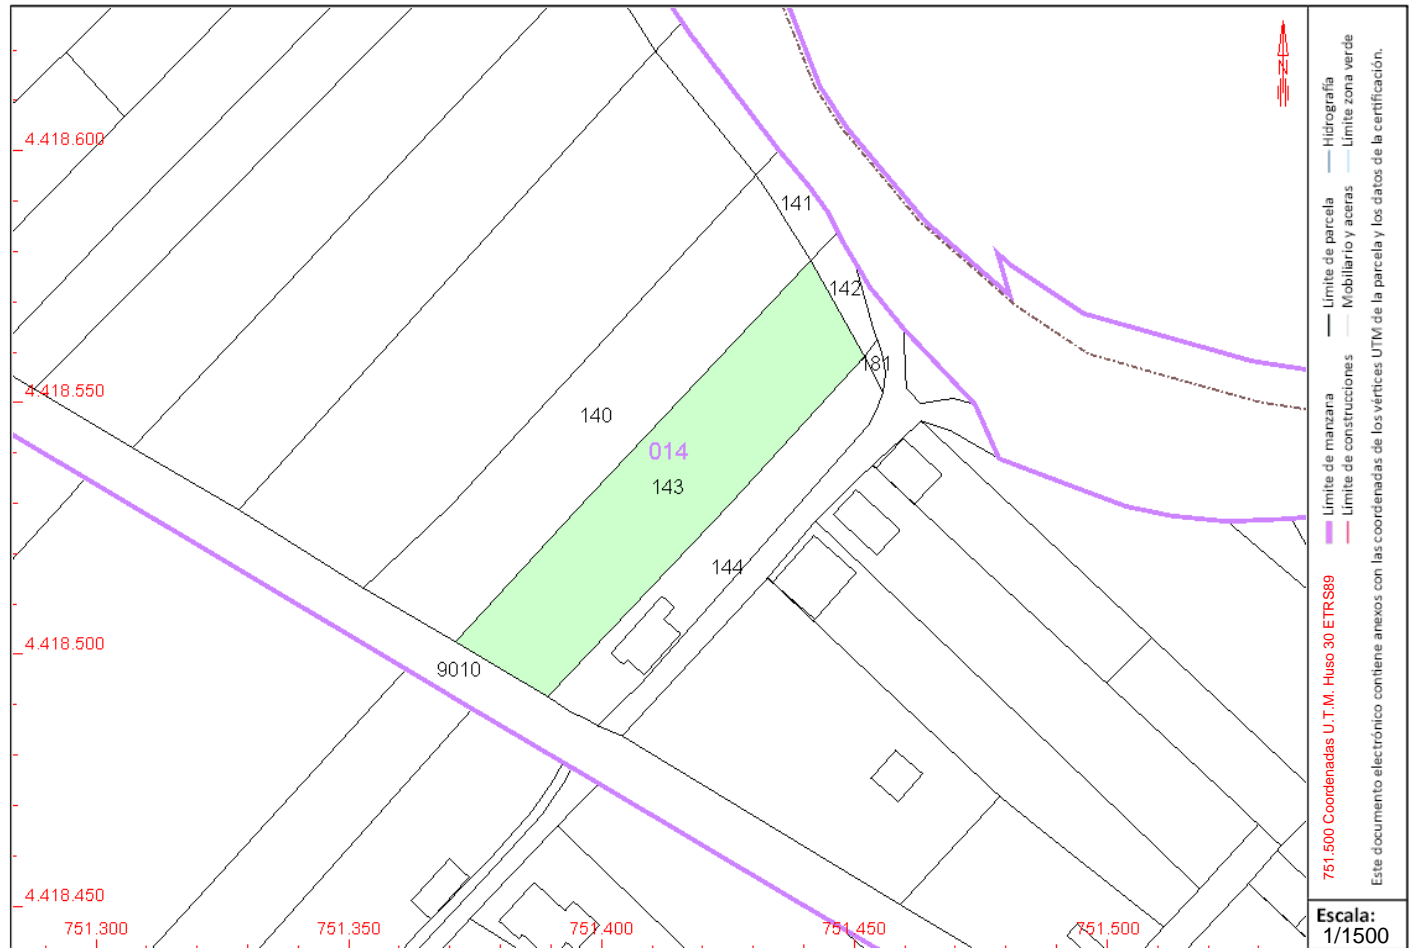 4.418.600
141
142
181
4.418.550
140
014
143
144
4.418.500
9010
4.418.450
751.300
751.350
751.400
751.450
751.500
N
751.500 Coordenadas U.T.M. Huso 30 ETRS89
Límite de manzana
Límite de parcela
Hidrografía
Límite de construcciones
Mobiliario y aceras
Límite zona verde
Este documento electrónico contiene anexos con las coordenadas de los vértices UTM de la parcela y los datos de la certificación.
Escala:
1/1500